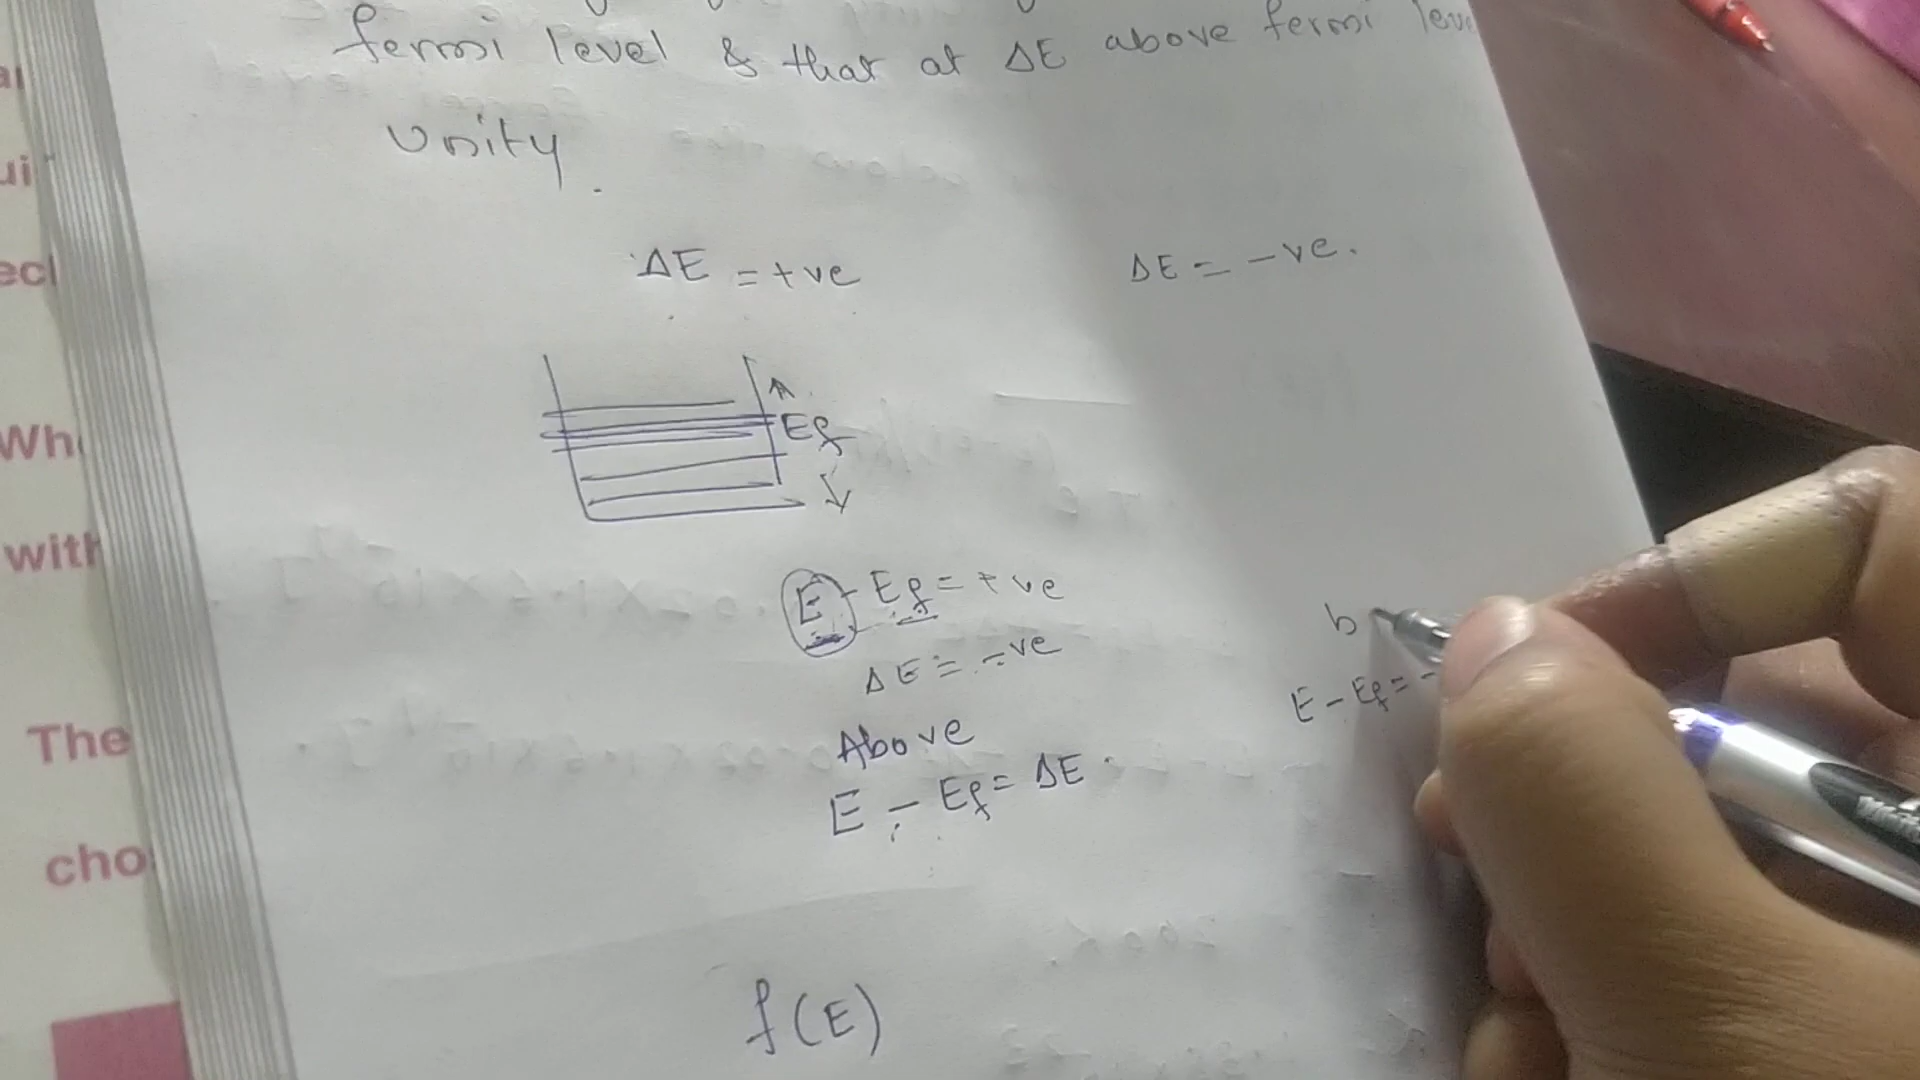 fermi level & that at ΔE above fermi
Unity.
ΔE = +ve
ΔE = -ve.
Ef
E - Ef = +ve
ΔE = -ve
Above
E - Ef = ΔE
b
E - Ef = -
f(E)
Wh
with
The
cho